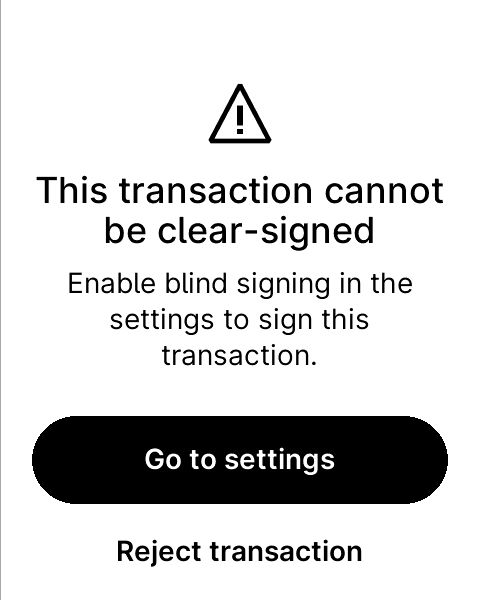 This transaction cannot
be clear-signed
Enable blind signing in the
settings to sign this
transaction.
Go to settings
Reject transaction